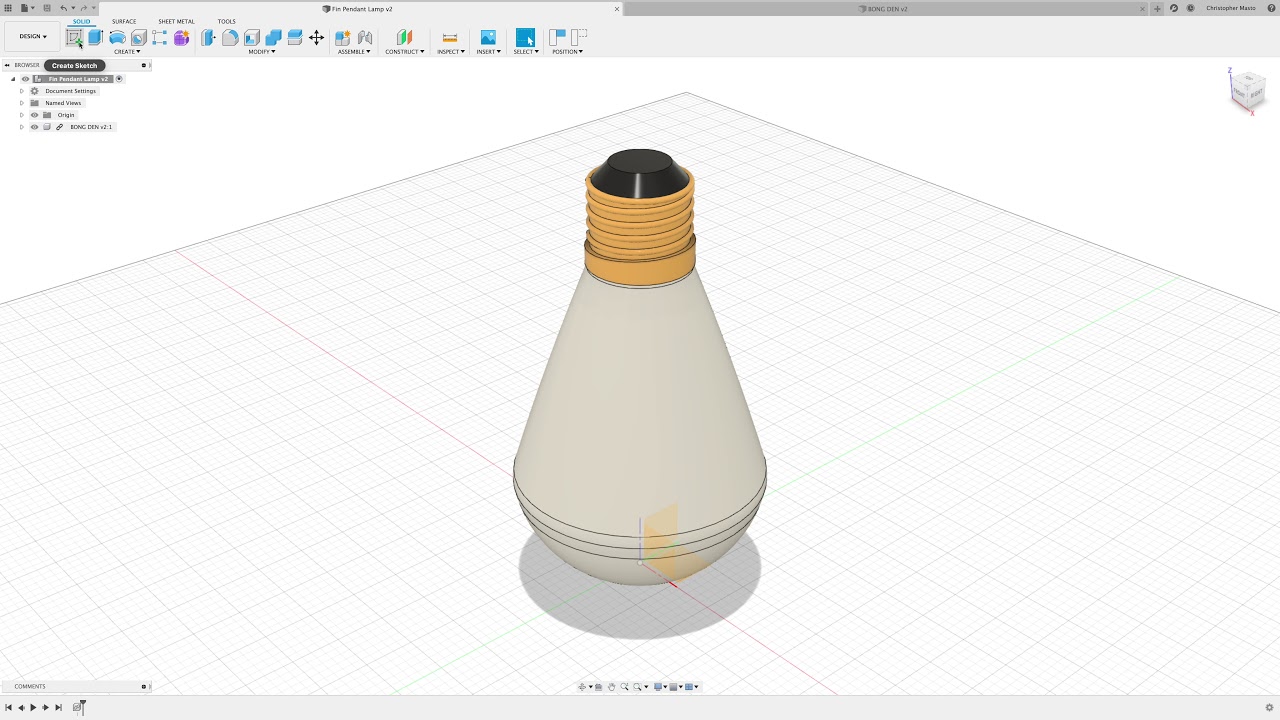 Fin Pendant Lamp v2
BONG DEN v2
Christopher Masto
SOLID SURFACE SHEET METAL TOOLS
DESIGN
CREATE MODIFY ASSEMBLE CONSTRUCT INSPECT INSERT SELECT POSITION
BROWSER
Create Sketch
Fin Pendant Lamp v2
Document Settings
Named Views
Origin
BONG DEN v2:1
Z
FRONT RIGHT
X
COMMENTS